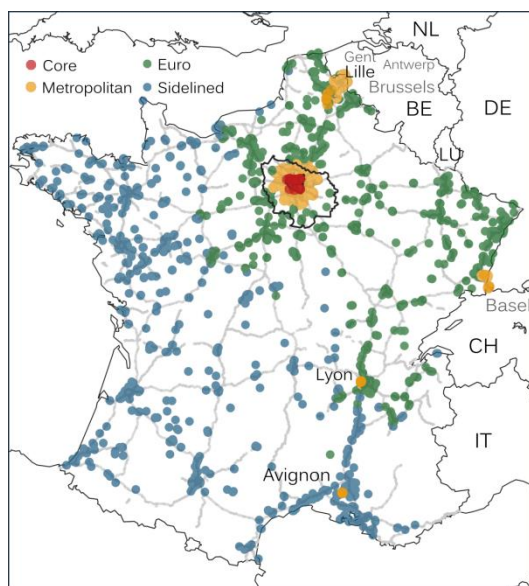 Core
Euro
Metropolitan
Sidelined
NL
Gent
Lille
Antwerp
Brussels
BE
DE
LU
Basel
CH
Lyon
IT
Avignon